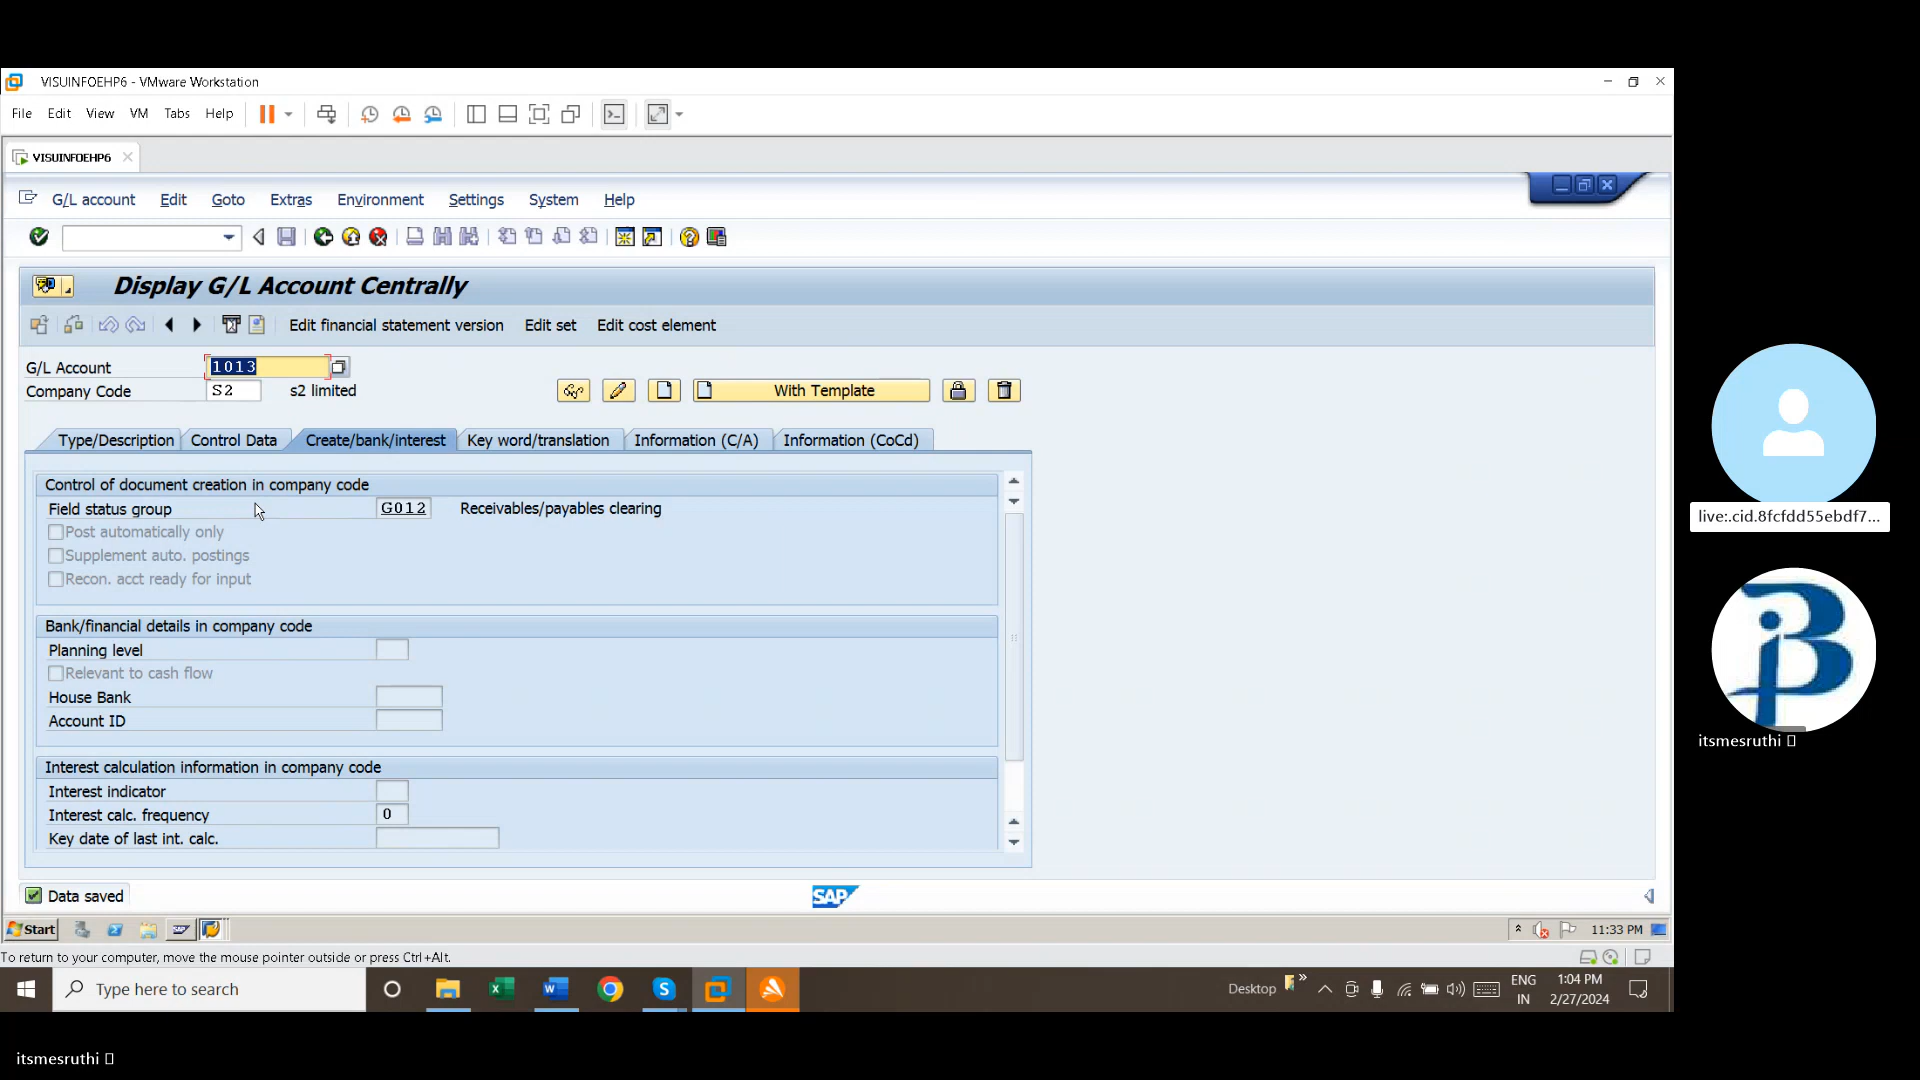 VISUINFOEHP6 - VMware Workstation
File Edit View VM Tabs Help
VISUINFOEHP6
G/L account Edit Goto Extras Environment Settings System Help
Display G/L Account Centrally
Edit financial statement version Edit set Edit cost element
G/L Account 1013
Company Code S2 s2 limited With Template
Type/Description Control Data Create/bank/interest Key word/translation Information (C/A) Information (CoCd)
Control of document creation in company code
Field status group G012 Receivables/payables clearing
Post automatically only
Supplement auto. postings
Recon. acct ready for input
Bank/financial details in company code
Planning level
Relevant to cash flow
House Bank
Account ID
Interest calculation information in company code
Interest indicator
Interest calc. frequency 0
Key date of last int. calc.
Data saved SAP
Start 11:33 PM
To return to your computer, move the mouse pointer outside or press Ctrl+Alt.
Type here to search Desktop ENG IN 1:04 PM 2/27/2024
live:.cid.8fcfdd55ebdf7...
itsmesruthi
itsmesruthi